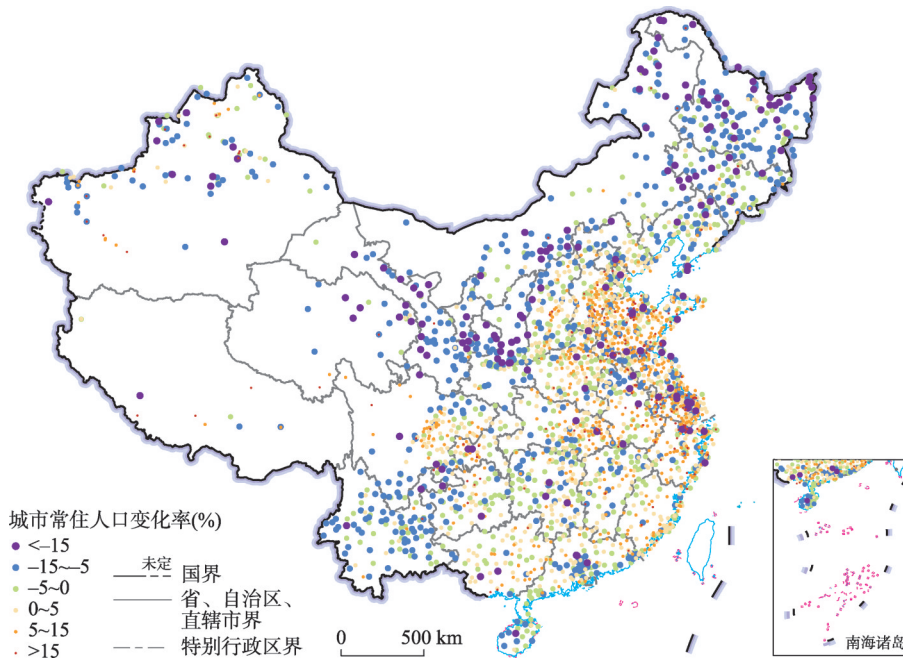 城市常住人口变化率(%)
<-15
-15~-5
-5~0
0~5
5~15
>15
未定
国界
省、自治区、
直辖市界
特别行政区界
0 500 km
南海诸岛